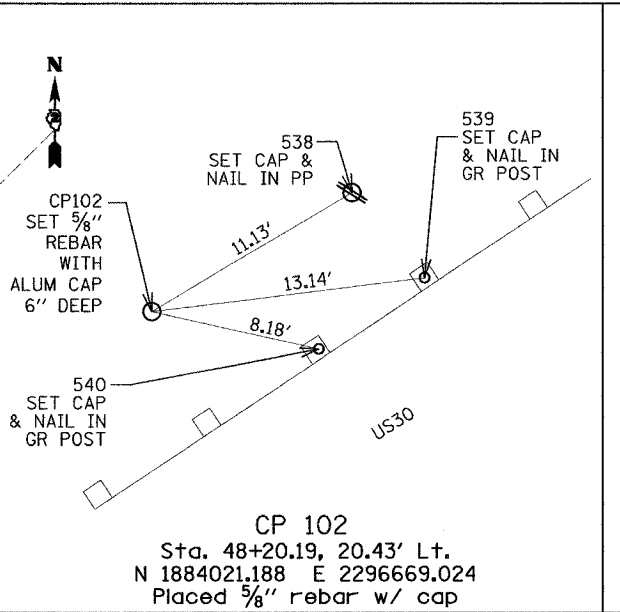 N
538
SET CAP &
NAIL IN PP
539
SET CAP
& NAIL IN
GR POST
CP102
SET 5/8"
REBAR
WITH
ALUM CAP
6" DEEP
11.13'
13.14'
8.18'
540
SET CAP
& NAIL IN
GR POST
US30
CP 102
Sta. 48+20.19, 20.43' Lt.
N 1884021.188 E 2296669.024
Placed 5/8" rebar w/ cap